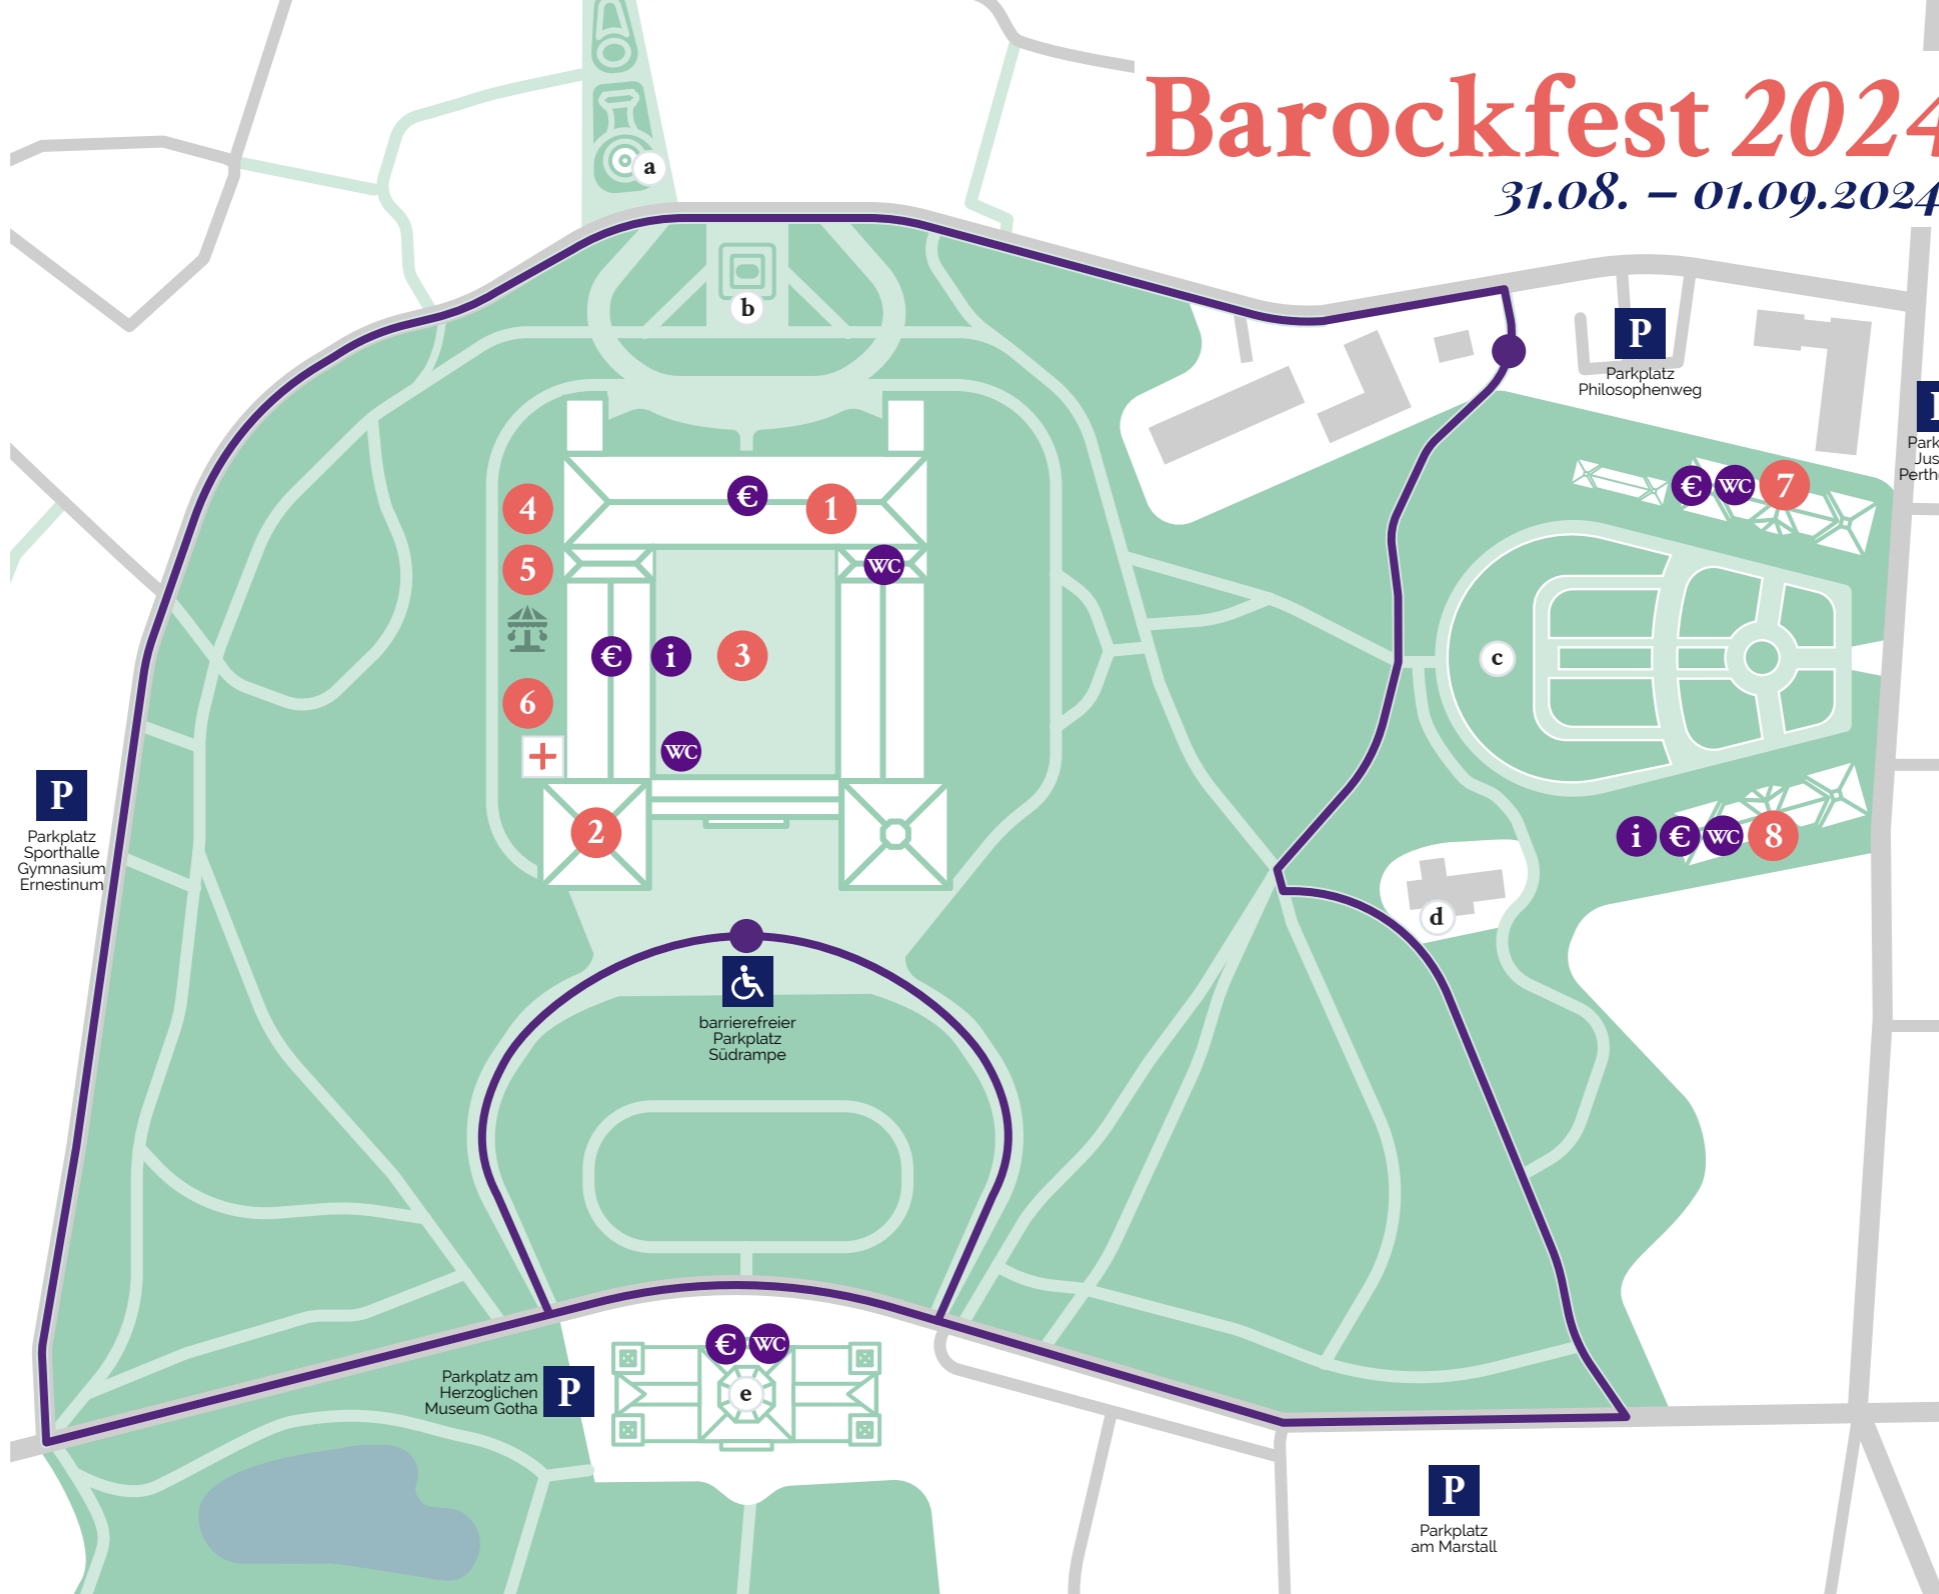 Barockfest 2024
31.08. – 01.09.2024
a
b
P
Parkplatz
Philosophenweg
€
1
4
5
WC
€
WC
7
€
i
3
c
6
WC
P
Parkplatz
Sporthalle
Gymnasium
Ernestinum
2
i
€
WC
8
d
barrierefreier
Parkplatz
Südrampe
€
WC
e
Parkplatz am
Herzoglichen
Museum Gotha
P
P
Parkplatz
am Marstall